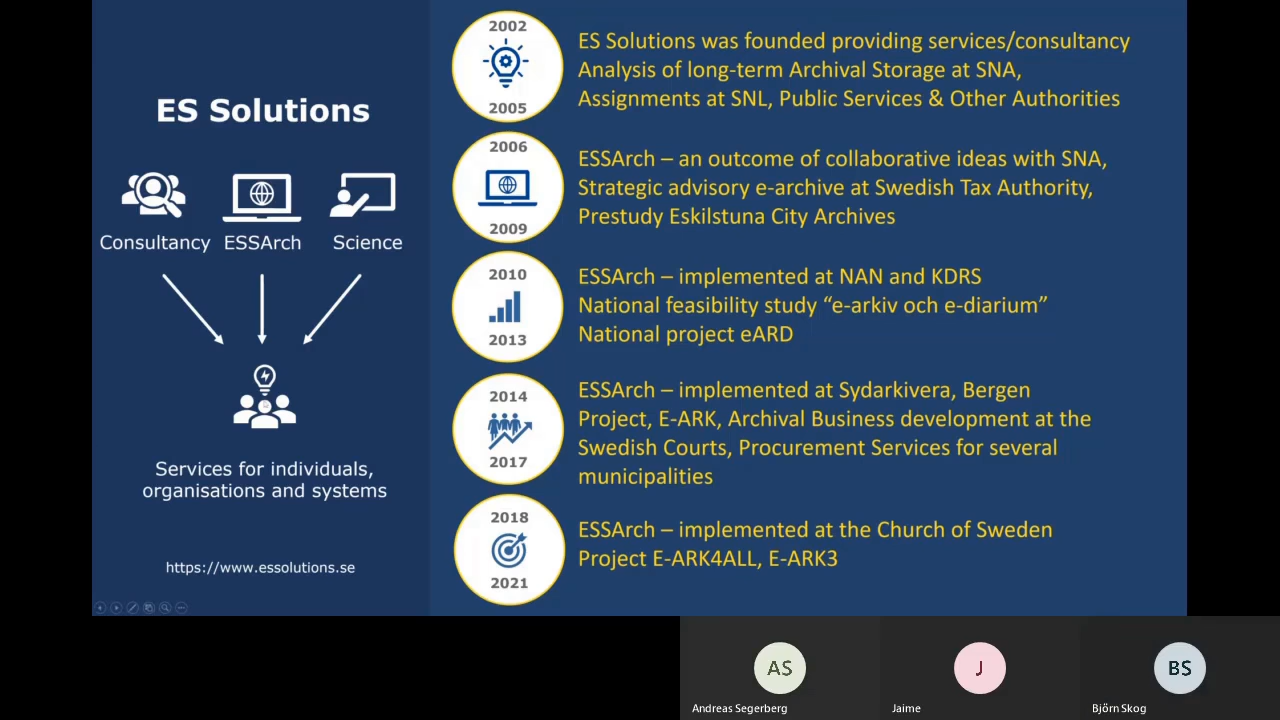 ES Solutions
Consultancy
ESSArch
Science
Services for individuals,
organisations and systems
https://www.essolutions.se
2002
2005
ES Solutions was founded providing services/consultancy
Analysis of long-term Archival Storage at SNA,
Assignments at SNL, Public Services & Other Authorities
2006
2009
ESSArch – an outcome of collaborative ideas with SNA,
Strategic advisory e-archive at Swedish Tax Authority,
Prestudy Eskilstuna City Archives
2010
2013
ESSArch – implemented at NAN and KDRS
National feasibility study “e-arkiv och e-diarium”
National project eARD
2014
2017
ESSArch – implemented at Sydarkivera, Bergen
Project, E-ARK, Archival Business development at the
Swedish Courts, Procurement Services for several
municipalities
2018
2021
ESSArch – implemented at the Church of Sweden
Project E-ARK4ALL, E-ARK3
AS
Andreas Segerberg
J
Jaime
BS
Björn Skog